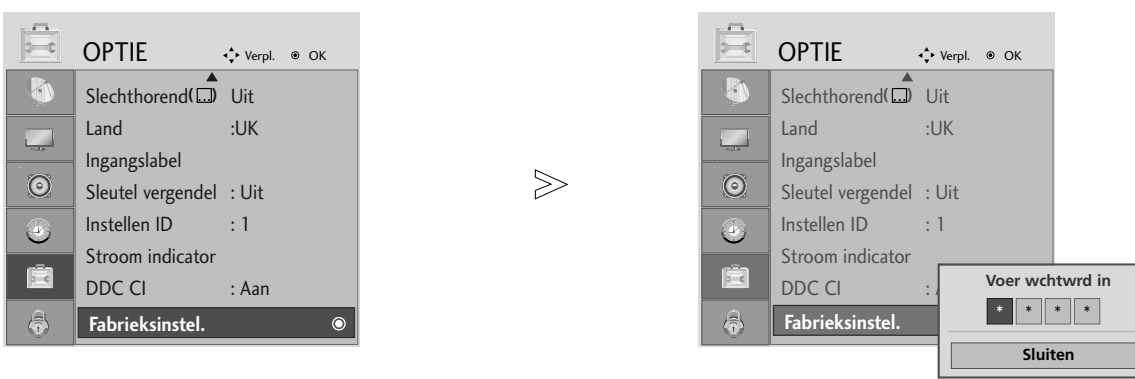 OPTIE Verpl. OK
Slechthorend( ) Uit
Land :UK
Ingangslabel
Sleutel vergendel : Uit
Instellen ID : 1
Stroom indicator
DDC CI : Aan
Fabrieksinstel.
OPTIE Verpl. OK
Slechthorend( ) Uit
Land :UK
Ingangslabel
Sleutel vergendel : Uit
Instellen ID : 1
Stroom indicator
DDC CI :
Fabrieksinstel.
Voer wchtwrd in
* * * *
Sluiten